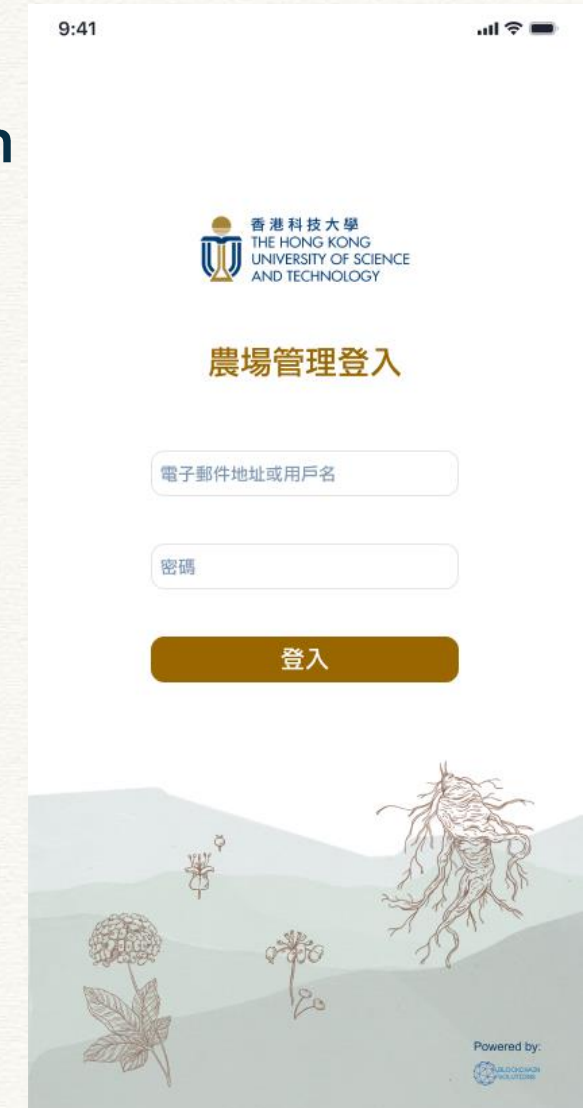 9:41
n
香港科技大學
THE HONG KONG
UNIVERSITY OF SCIENCE
AND TECHNOLOGY
農場管理登入
電子郵件地址或用戶名
密碼
登入
Powered by:
BLOCKCHAIN
SOLUTIONS